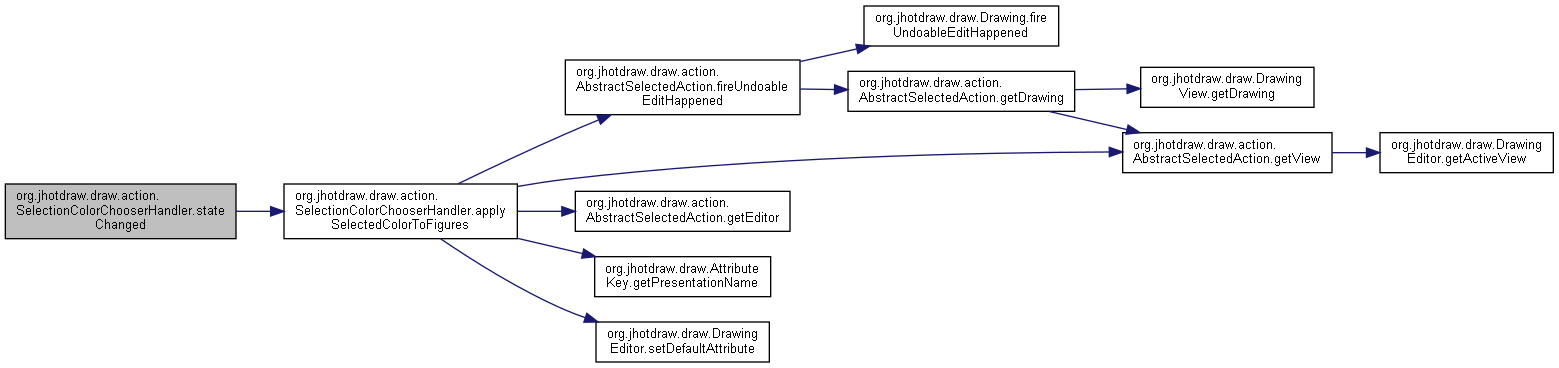 org.jhotdraw.draw.action.
SelectionColorChooserHandler.state
Changed
org.jhotdraw.draw.action.
SelectionColorChooserHandler.apply
SelectedColorToFigures
org.jhotdraw.draw.action.
AbstractSelectedAction.fireUndoable
EditHappened
org.jhotdraw.draw.Drawing.fire
UndoableEditHappened
org.jhotdraw.draw.action.
AbstractSelectedAction.getDrawing
org.jhotdraw.draw.Drawing
View.getDrawing
org.jhotdraw.draw.action.
AbstractSelectedAction.getView
org.jhotdraw.draw.Drawing
Editor.getActiveView
org.jhotdraw.draw.action.
AbstractSelectedAction.getEditor
org.jhotdraw.draw.Attribute
Key.getPresentationName
org.jhotdraw.draw.Drawing
Editor.setDefaultAttribute